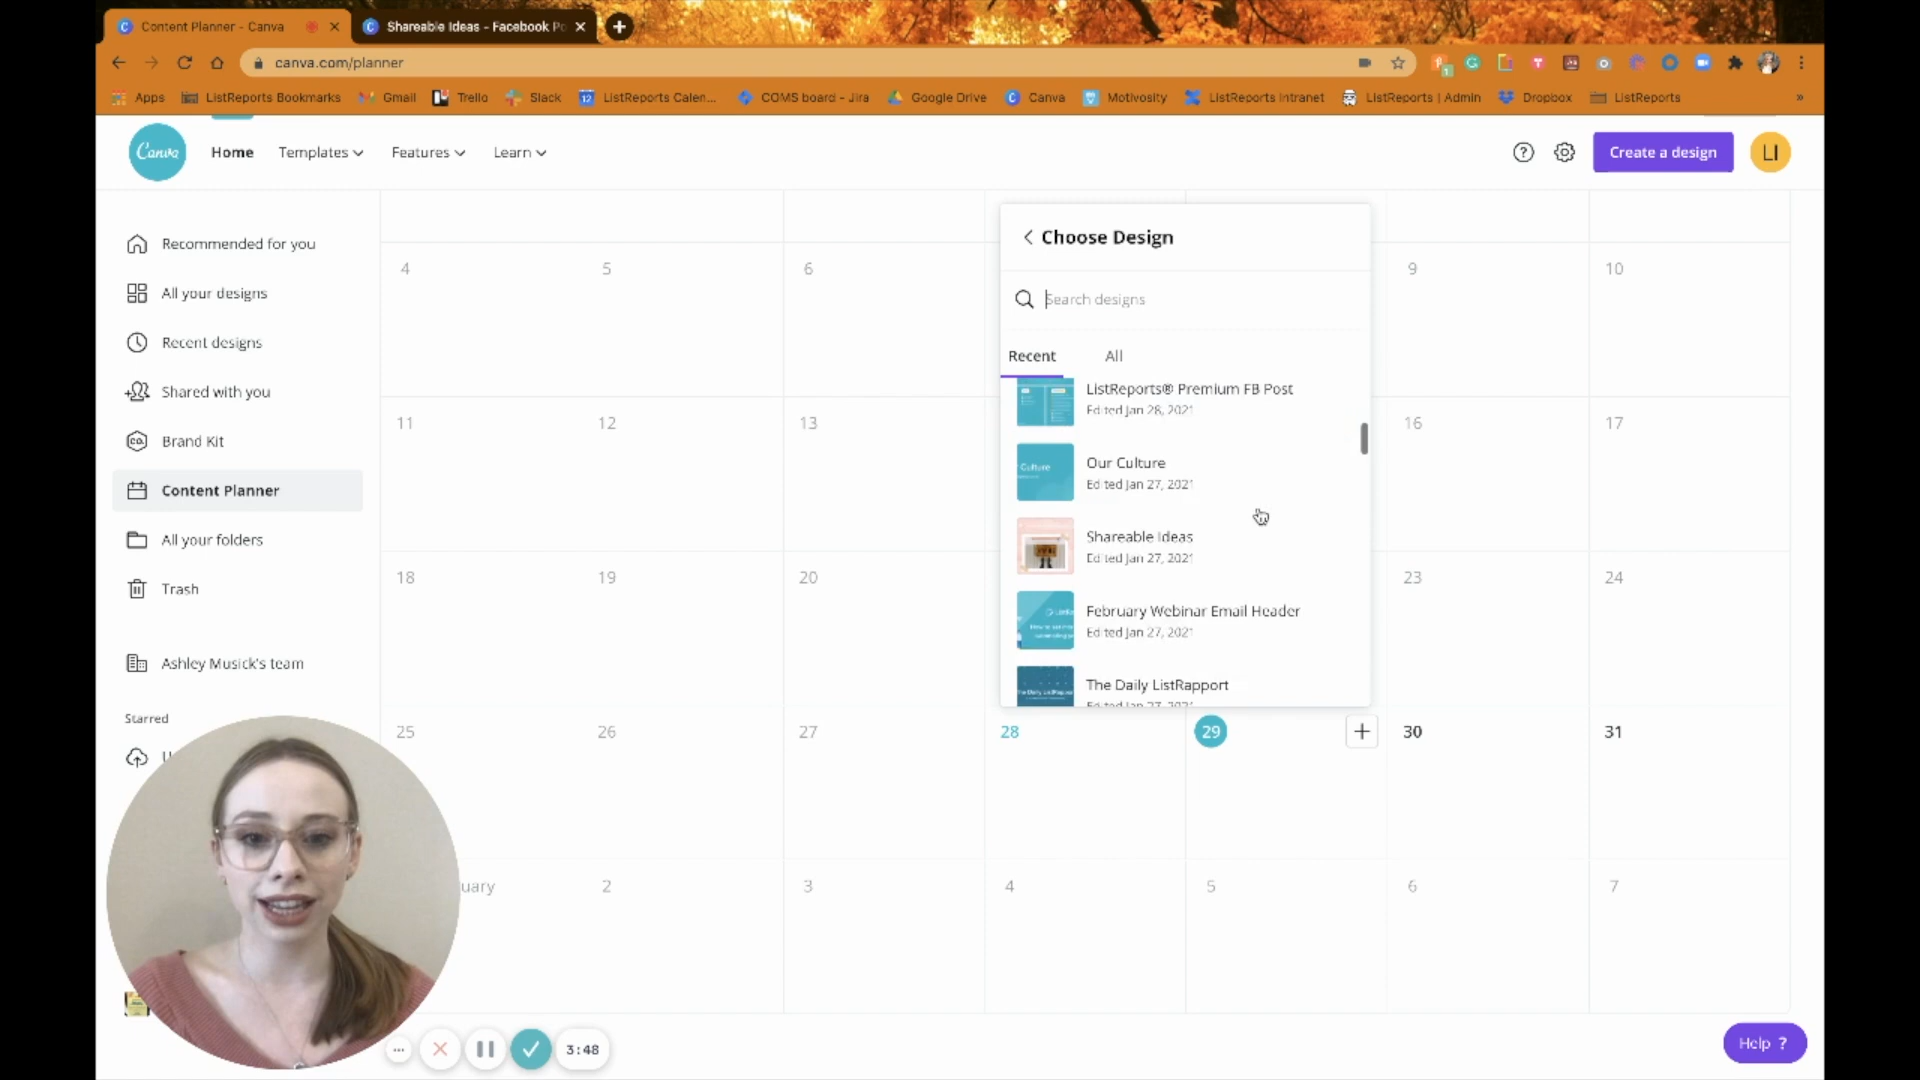 Content Planner - Canva
Shareable Ideas - Facebook Po
canva.com/planner
Apps
ListReports Bookmarks
Gmail
Trello
Slack
ListReports Calen...
COMS board - Jira
Google Drive
Canva
Motivosity
ListReports Intranet
ListReports | Admin
Dropbox
ListReports
»
Canva
Home
Templates
Features
Learn
Create a design
LI
Recommended for you
All your designs
Recent designs
Shared with you
Brand Kit
Content Planner
All your folders
Trash
Ashley Musick's team
Starred
Choose Design
Search designs
Recent
All
ListReports® Premium FB Post
Edited Jan 28, 2021
Culture
Our Culture
Edited Jan 27, 2021
Shareable Ideas
Edited Jan 27, 2021
February Webinar Email Header
Edited Jan 27, 2021
The Daily ListRapport
Edited Jan 27, 2021
4 5 6 9 10
11 12 13 16 17
18 19 20 23 24
25 26 27 28 29 + 30 31
uary 2 3 4 5 6 7
3:48
Help ?